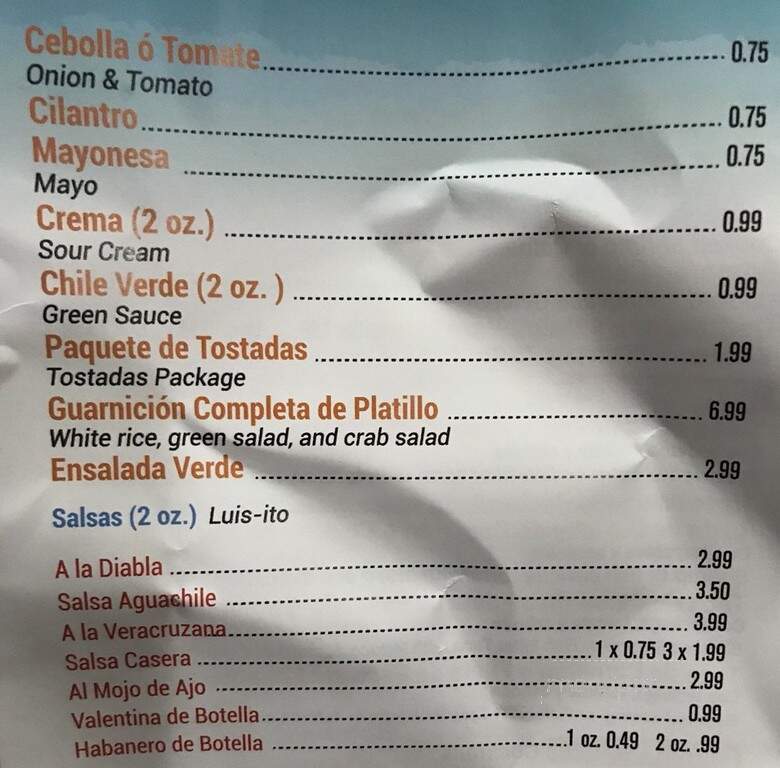 Cebolla ó Tomate 0.75
Onion & Tomato
Cilantro 0.75
Mayonesa 0.75
Mayo
Crema (2 oz.) 0.99
Sour Cream
Chile Verde (2 oz. ) 0.99
Green Sauce
Paquete de Tostadas 1.99
Tostadas Package
Guarnición Completa de Platillo 6.99
White rice, green salad, and crab salad
Ensalada Verde 2.99
Salsas (2 oz.) Luis-ito
A la Diabla 2.99
Salsa Aguachile 3.50
A la Veracruzana 3.99
Salsa Casera 1 x 0.75 3 x 1.99
Al Mojo de Ajo 2.99
Valentina de Botella 0.99
Habanero de Botella 1 oz. 0.49 2 oz. .99